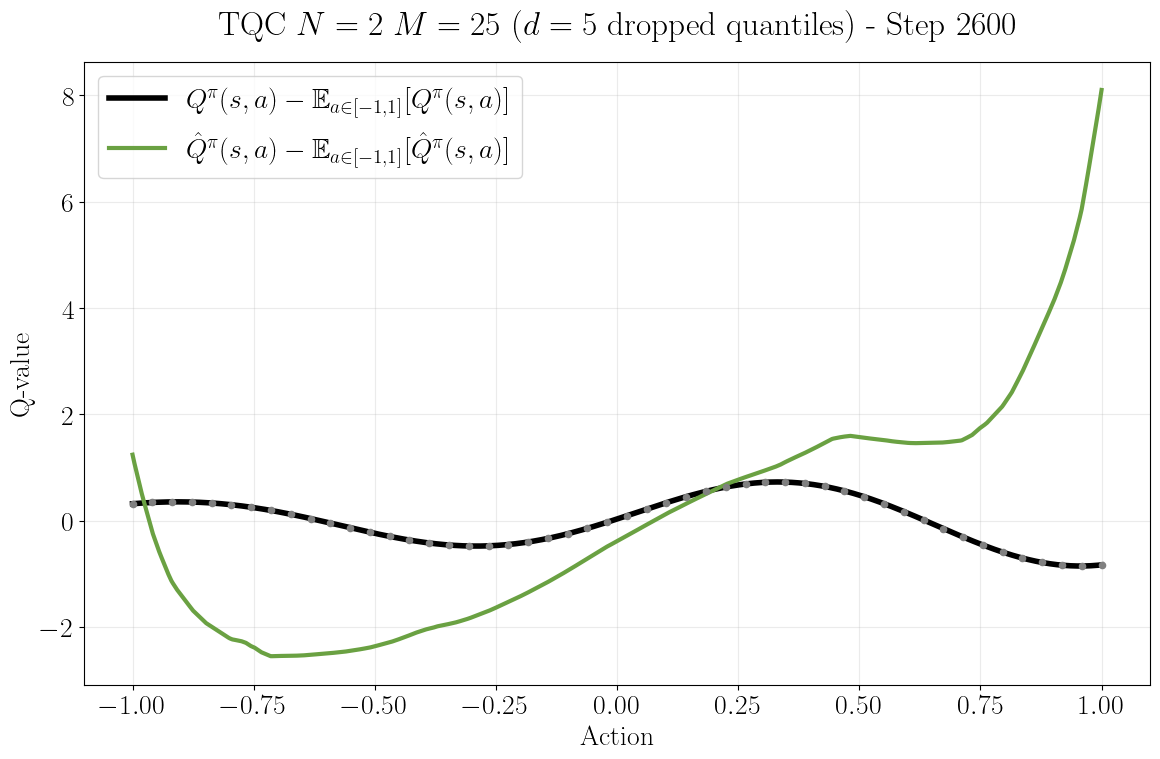 TQC N = 2 M = 25 (d = 5 dropped quantiles) - Step 2600
Q^π(s, a) − 𝔼_{a∈[−1,1]}[Q^π(s, a)]
Q̂^π(s, a) − 𝔼_{a∈[−1,1]}[Q̂^π(s, a)]
8
6
4
2
0
−2
Q-value
−1.00 −0.75 −0.50 −0.25 0.00 0.25 0.50 0.75 1.00
Action